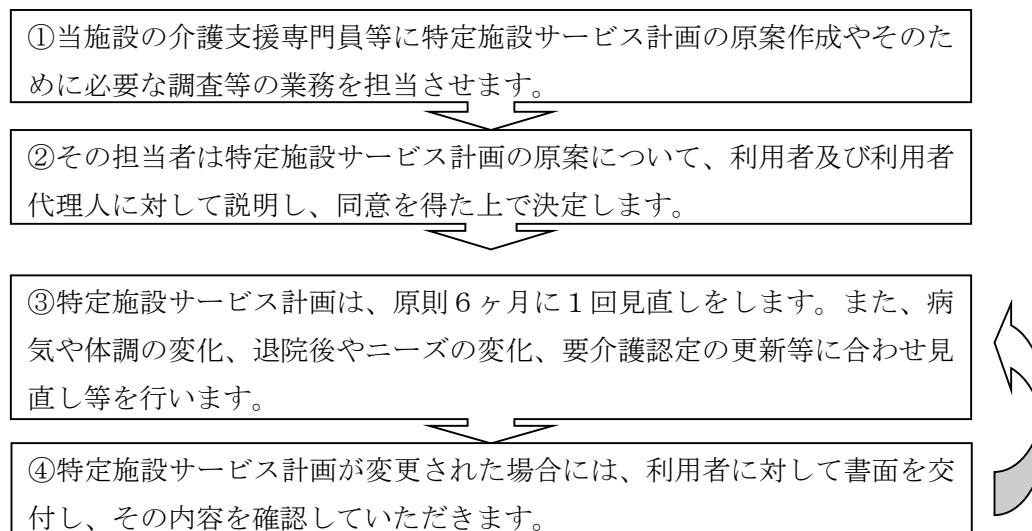 ①当施設の介護支援専門員等に特定施設サービス計画の原案作成やそのた
めに必要な調査等の業務を担当させます。
②その担当者は特定施設サービス計画の原案について、利用者及び利用者
代理人に対して説明し、同意を得た上で決定します。
③特定施設サービス計画は、原則６ヶ月に１回見直しをします。また、病
気や体調の変化、退院後やニーズの変化、要介護認定の更新等に合わせ見
直し等を行います。
④特定施設サービス計画が変更された場合には、利用者に対して書面を交
付し、その内容を確認していただきます。